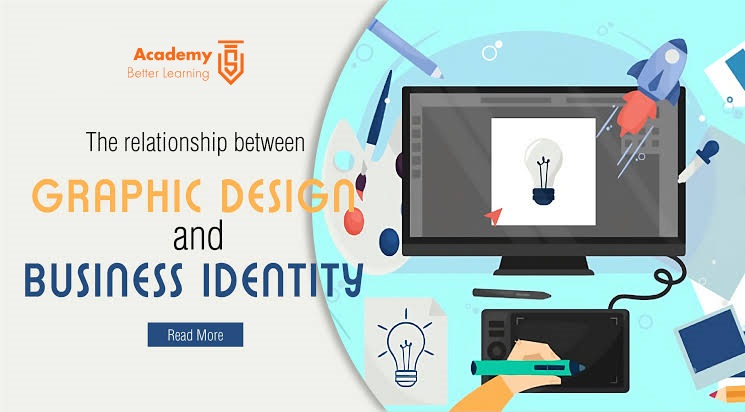 Academy
Better Learning
The relationship between
GRAPHIC DESIGN
and
BUSINESS IDENTITY
Read More